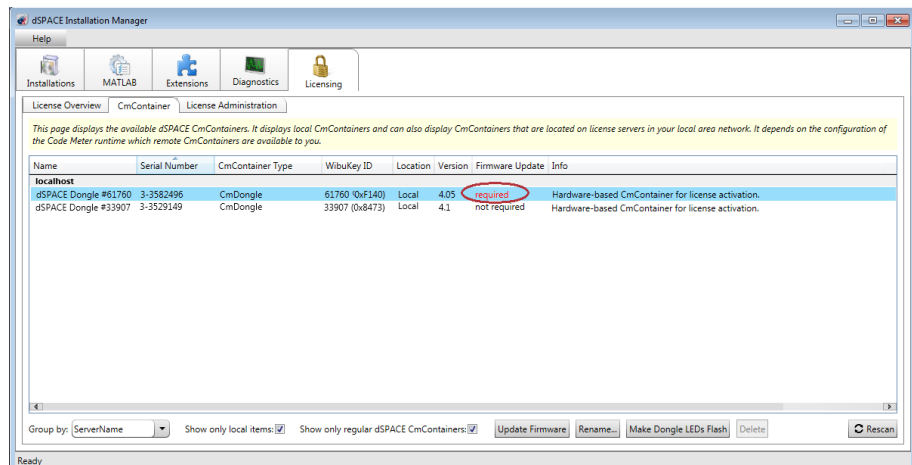 dSPACE Installation Manager
Help
Installations MATLAB Extensions Diagnostics Licensing
License Overview CmContainer License Administration
This page displays the available dSPACE CmContainers. It displays local CmContainers and can also display CmContainers that are located on license servers in your local area network. It depends on the configuration of
the Code Meter runtime which remote CmContainers are available to you.
Name Serial Number CmContainer Type WibuKey ID Location Version Firmware Update Info
localhost
dSPACE Dongle #61760 3-3582496 CmDongle 61760 (0xF140) Local 4.05 required Hardware-based CmContainer for license activation.
dSPACE Dongle #33907 3-3529149 CmDongle 33907 (0x8473) Local 4.1 not required Hardware-based CmContainer for license activation.
Group by: ServerName Show only local items: Show only regular dSPACE CmContainers: Update Firmware Rename... Make Dongle LEDs Flash Delete Rescan
Ready